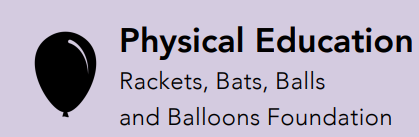 Physical Education
Rackets, Bats, Balls
and Balloons Foundation